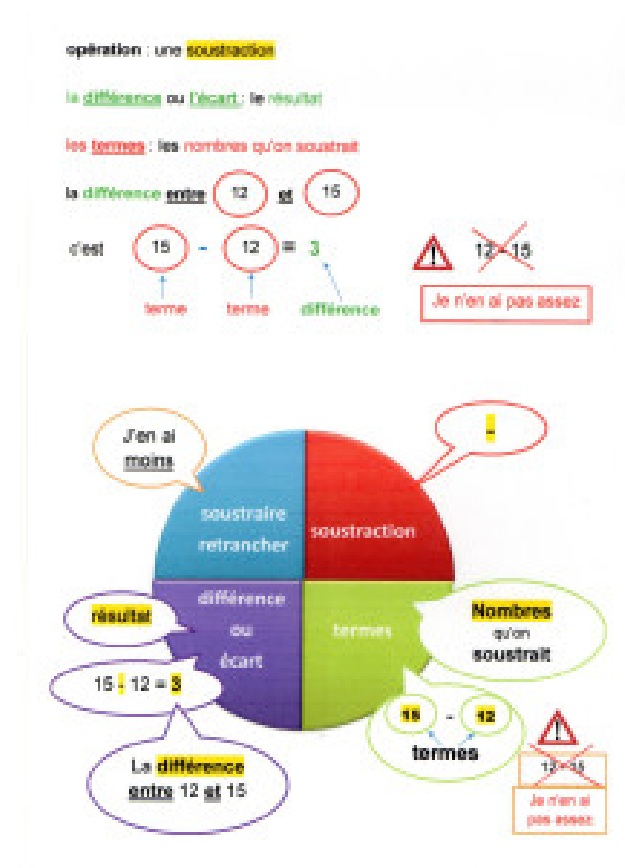 opération : une soustraction
la différence ou l'écart : le résultat
les termes : les nombres qu'on soustrait
la différence entre 12 et 15
c'est 15 - 12 = 3
12 - 15
terme terme différence
Je n'en ai pas assez
J'en ai
moins
-
soustraire
retrancher
soustraction
différence
ou
écart
termes
résultat
15 - 12 = 3
La différence
entre 12 et 15
Nombres
qu'on
soustrait
15 - 12
termes
12 - 15
Je n'en ai
pas assez